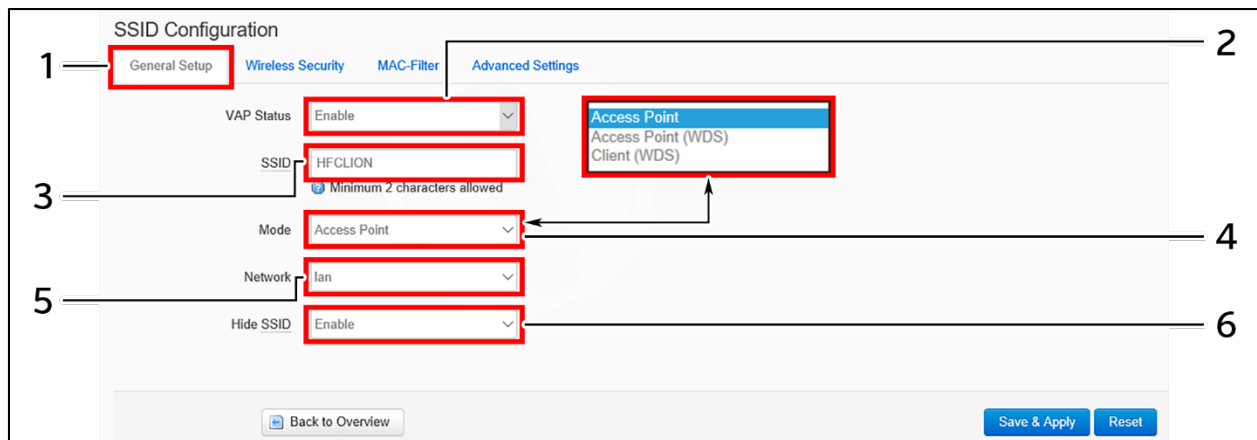 SSID Configuration
1
General Setup Wireless Security MAC-Filter Advanced Settings
2
VAP Status Enable
Access Point
Access Point (WDS)
Client (WDS)
3
SSID HFCLION
Minimum 2 characters allowed
Mode Access Point
4
5
Network lan
Hide SSID Enable
6
Back to Overview
Save & Apply Reset